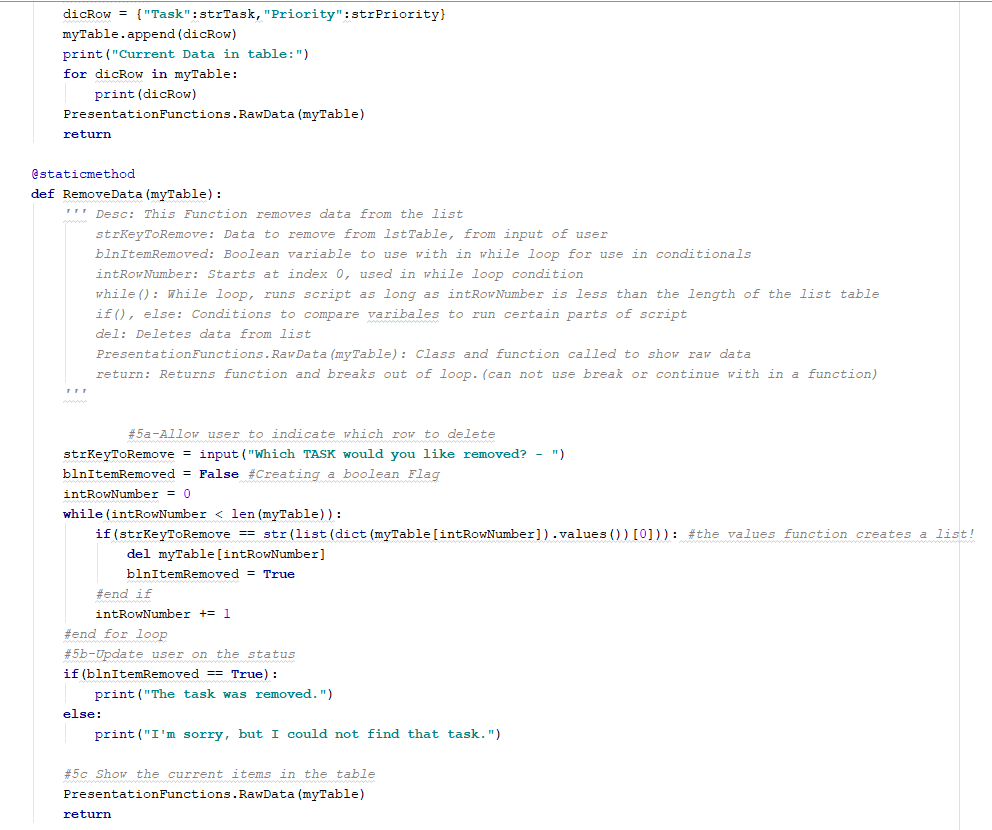 dicRow = {"Task":strTask,"Priority":strPriority}
myTable.append(dicRow)
print("Current Data in table:")
for dicRow in myTable:
print(dicRow)
PresentationFunctions.RawData(myTable)
return
@staticmethod
def RemoveData(myTable):
''' Desc: This Function removes data from the list
strKeyToRemove: Data to remove from lstTable, from input of user
blnItemRemoved: Boolean variable to use with in while loop for use in conditionals
intRowNumber: Starts at index 0, used in while loop condition
while(): While loop, runs script as long as intRowNumber is less than the length of the list table
if(), else: Conditions to compare varibales to run certain parts of script
del: Deletes data from list
PresentationFunctions.RawData(myTable): Class and function called to show raw data
return: Returns function and breaks out of loop.(can not use break or continue with in a function)
'''
#5a-Allow user to indicate which row to delete
strKeyToRemove = input("Which TASK would you like removed? - ")
blnItemRemoved = False #Creating a boolean Flag
intRowNumber = 0
while(intRowNumber < len(myTable)):
if(strKeyToRemove == str(list(dict(myTable[intRowNumber]).values())[0])): #the values function creates a list!
del myTable[intRowNumber]
blnItemRemoved = True
#end if
intRowNumber += 1
#end for loop
#5b-Update user on the status
if(blnItemRemoved == True):
print("The task was removed.")
else:
print("I'm sorry, but I could not find that task.")
#5c Show the current items in the table
PresentationFunctions.RawData(myTable)
return